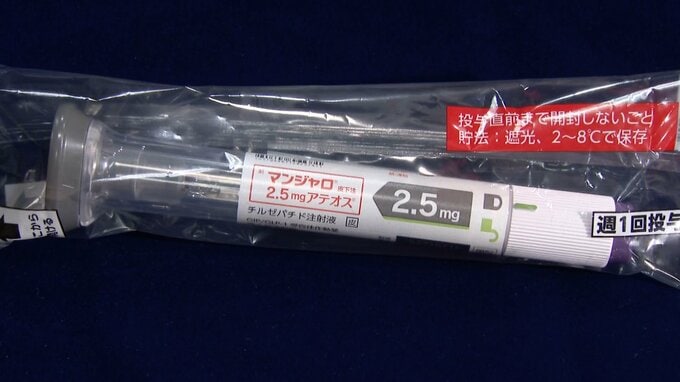 投与直前まで開封しないこと
貯法：遮光、2～8℃で保存
マンジャロ® 皮下注
2.5mgアテオス®
チルゼパチド注射液
2.5mg
週1回投与